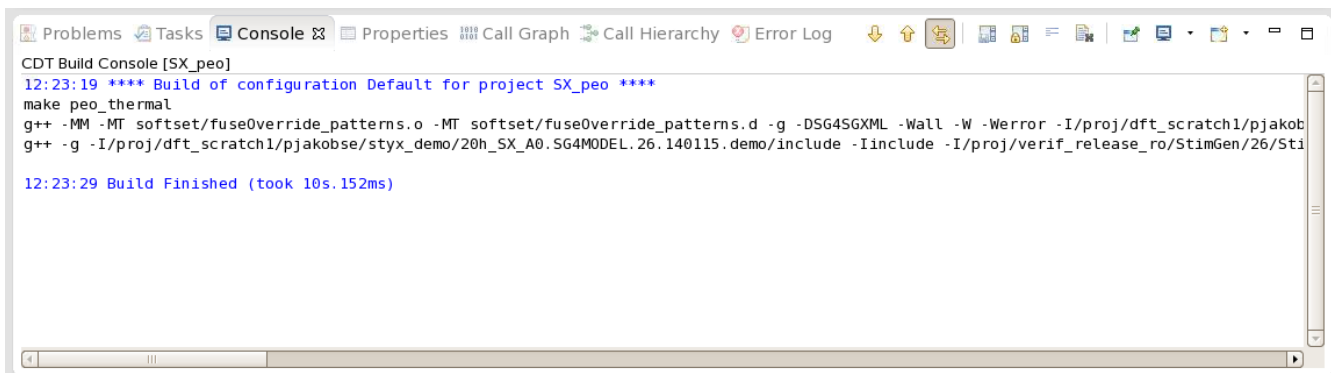 Problems Tasks Console Properties Call Graph Call Hierarchy Error Log
CDT Build Console [SX_peo]
12:23:19 **** Build of configuration Default for project SX_peo ****
make peo_thermal
g++ -MM -MT softset/fuseOverride_patterns.o -MT softset/fuseOverride_patterns.d -g -DSG4SGXML -Wall -W -Werror -I/proj/dft_scratch1/pjakob
g++ -g -I/proj/dft_scratch1/pjakobse/styx_demo/20h_SX_A0.SG4MODEL.26.140115.demo/include -Iinclude -I/proj/verif_release_ro/StimGen/26/Sti
12:23:29 Build Finished (took 10s.152ms)